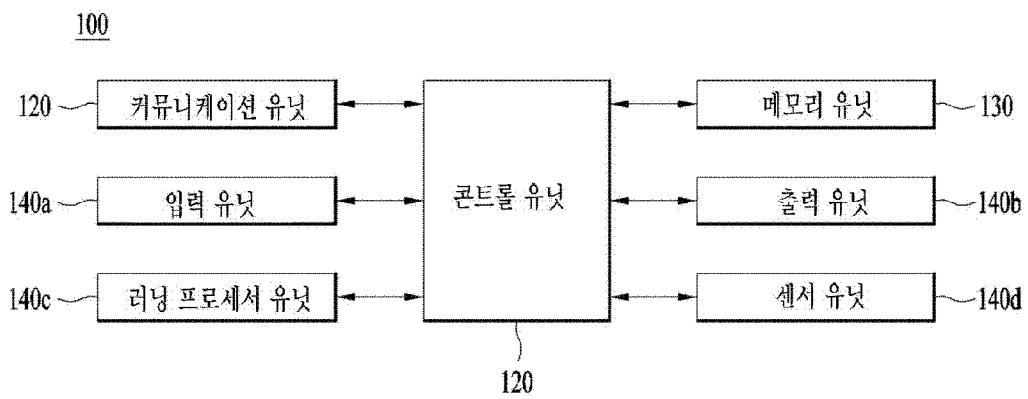 100
120 커뮤니케이션 유닛 메모리 유닛 130
140a 입력 유닛 콘트롤 유닛 출력 유닛 140b
140c 러닝 프로세서 유닛 센서 유닛 140d
120